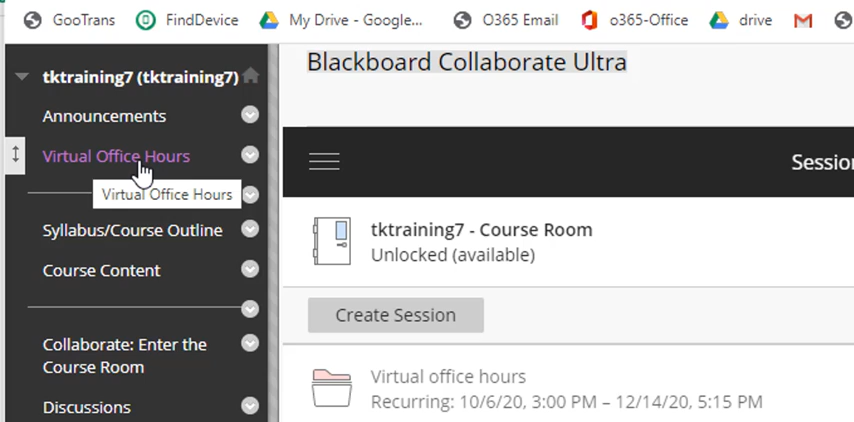 GooTrans FindDevice My Drive - Google... O365 Email o365-Office drive
tktraining7 (tktraining7)
Announcements
Virtual Office Hours
Virtual Office Hours
Syllabus/Course Outline
Course Content
Collaborate: Enter the
Course Room
Discussions
Blackboard Collaborate Ultra
tktraining7 - Course Room
Unlocked (available)
Create Session
Virtual office hours
Recurring: 10/6/20, 3:00 PM – 12/14/20, 5:15 PM